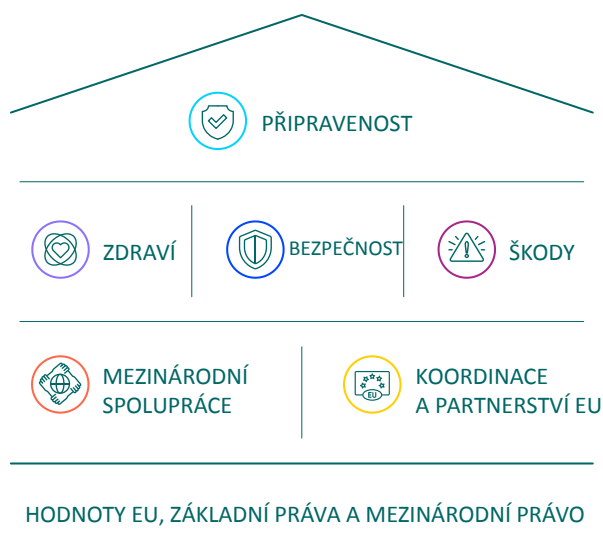 PŘIPRAVENOST
ZDRAVÍ
BEZPEČNOST
ŠKODY
MEZINÁRODNÍ
SPOLUPRÁCE
EU
KOORDINACE
A PARTNERSTVÍ EU
HODNOTY EU, ZÁKLADNÍ PRÁVA A MEZINÁRODNÍ PRÁVO